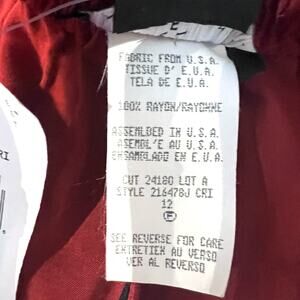 FABRIC FROM U.S.A.
TISSUE D' E.U.A.
TELA DE E.U.A.
100% RAYON/RAYONNE
ASSEMBLED IN U.S.A.
ASEMBL'E AU U.S.A.
ENSAMBLADO EN E.U.A.
CUT 24180 LOT A
STYLE 216478J CRI
12
F
SEE REVERSE FOR CARE
ENTRETIEN AU VERSO
VER AL REVERSO
RI